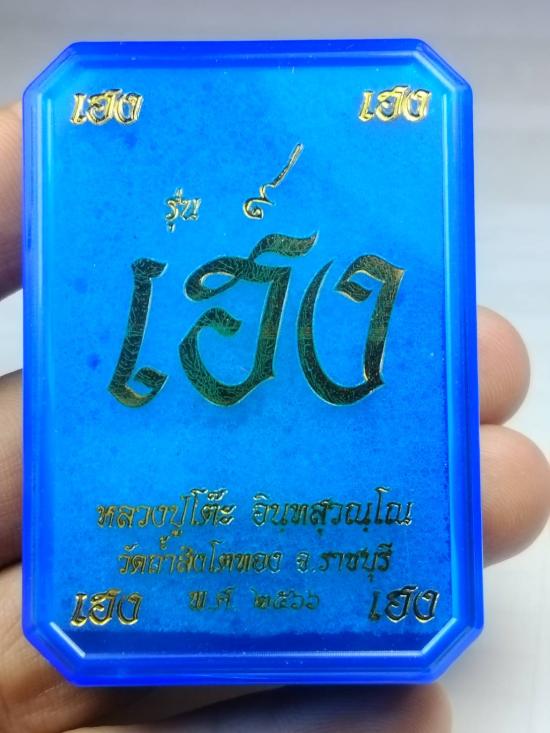 เฮง เฮง
รุ่น ๙
เฮง
หลวงปู่โต๊ะ อินฺทสุวณฺโณ
วัดถ้ำสิงโตทอง จ.ราชบุรี
เฮง พ.ศ. ๒๕๖๖ เฮง